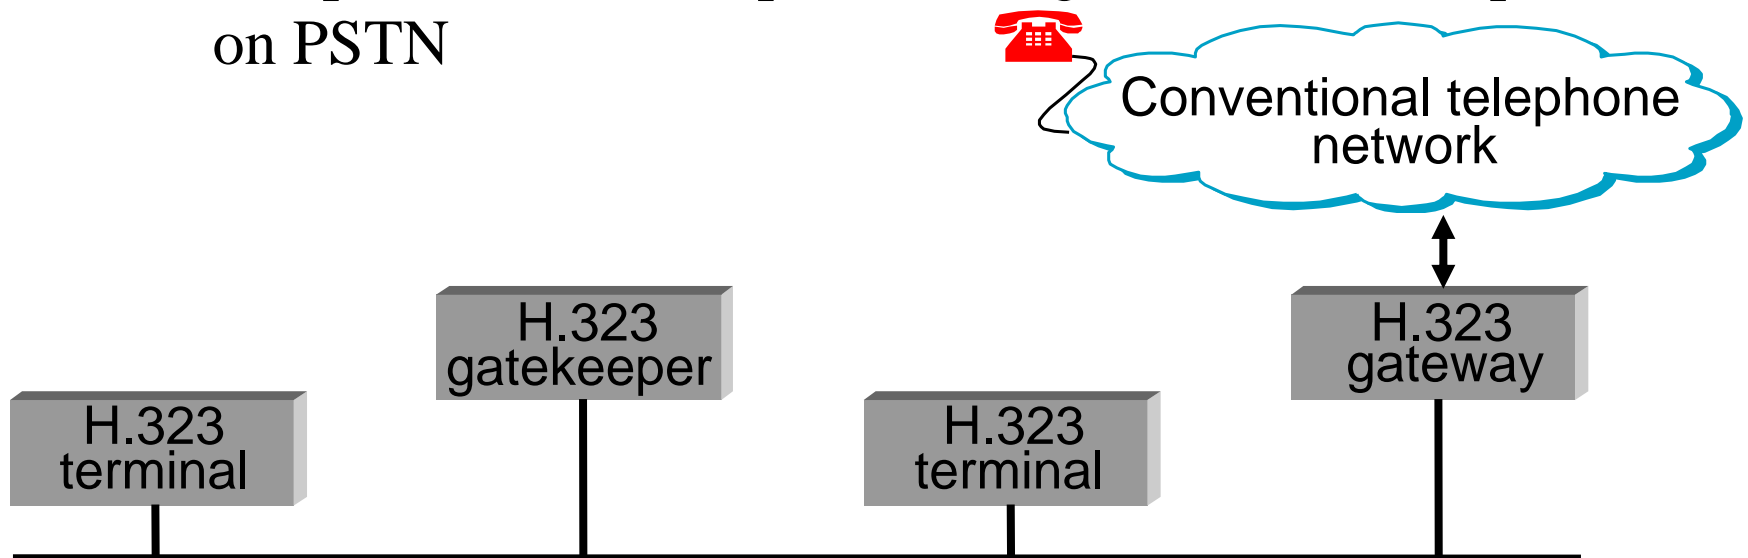 on PSTN
Conventional telephone
network
H.323
gatekeeper
H.323
gateway
H.323
terminal
H.323
terminal